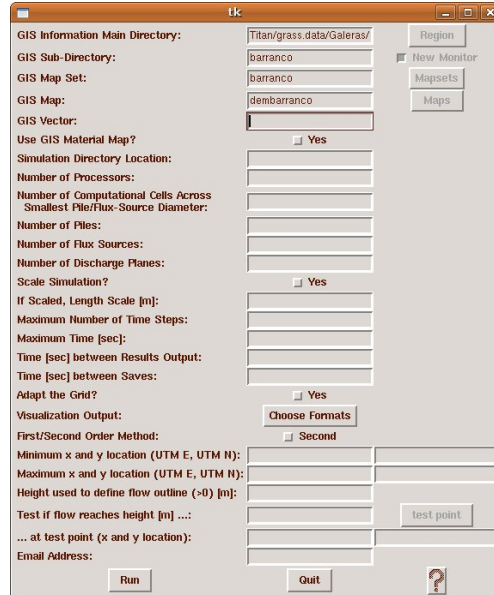 tk
GIS Information Main Directory: Titan/grass.data/Galeras/ Region
GIS Sub-Directory: barranco New Monitor
GIS Map Set: barranco Mapsets
GIS Map: dembarranco Maps
GIS Vector:
Use GIS Material Map? Yes
Simulation Directory Location:
Number of Processors:
Number of Computational Cells Across
Smallest Pile/Flux-Source Diameter:
Number of Piles:
Number of Flux Sources:
Number of Discharge Planes:
Scale Simulation? Yes
If Scaled, Length Scale [m]:
Maximum Number of Time Steps:
Maximum Time [sec]:
Time [sec] between Results Output:
Time [sec] between Saves:
Adapt the Grid? Yes
Visualization Output: Choose Formats
First/Second Order Method: Second
Minimum x and y location (UTM E, UTM N):
Maximum x and y location (UTM E, UTM N):
Height used to define flow outline (>0) [m]:
Test if flow reaches height [m] ...: test point
... at test point (x and y location):
Email Address:
Run Quit ?